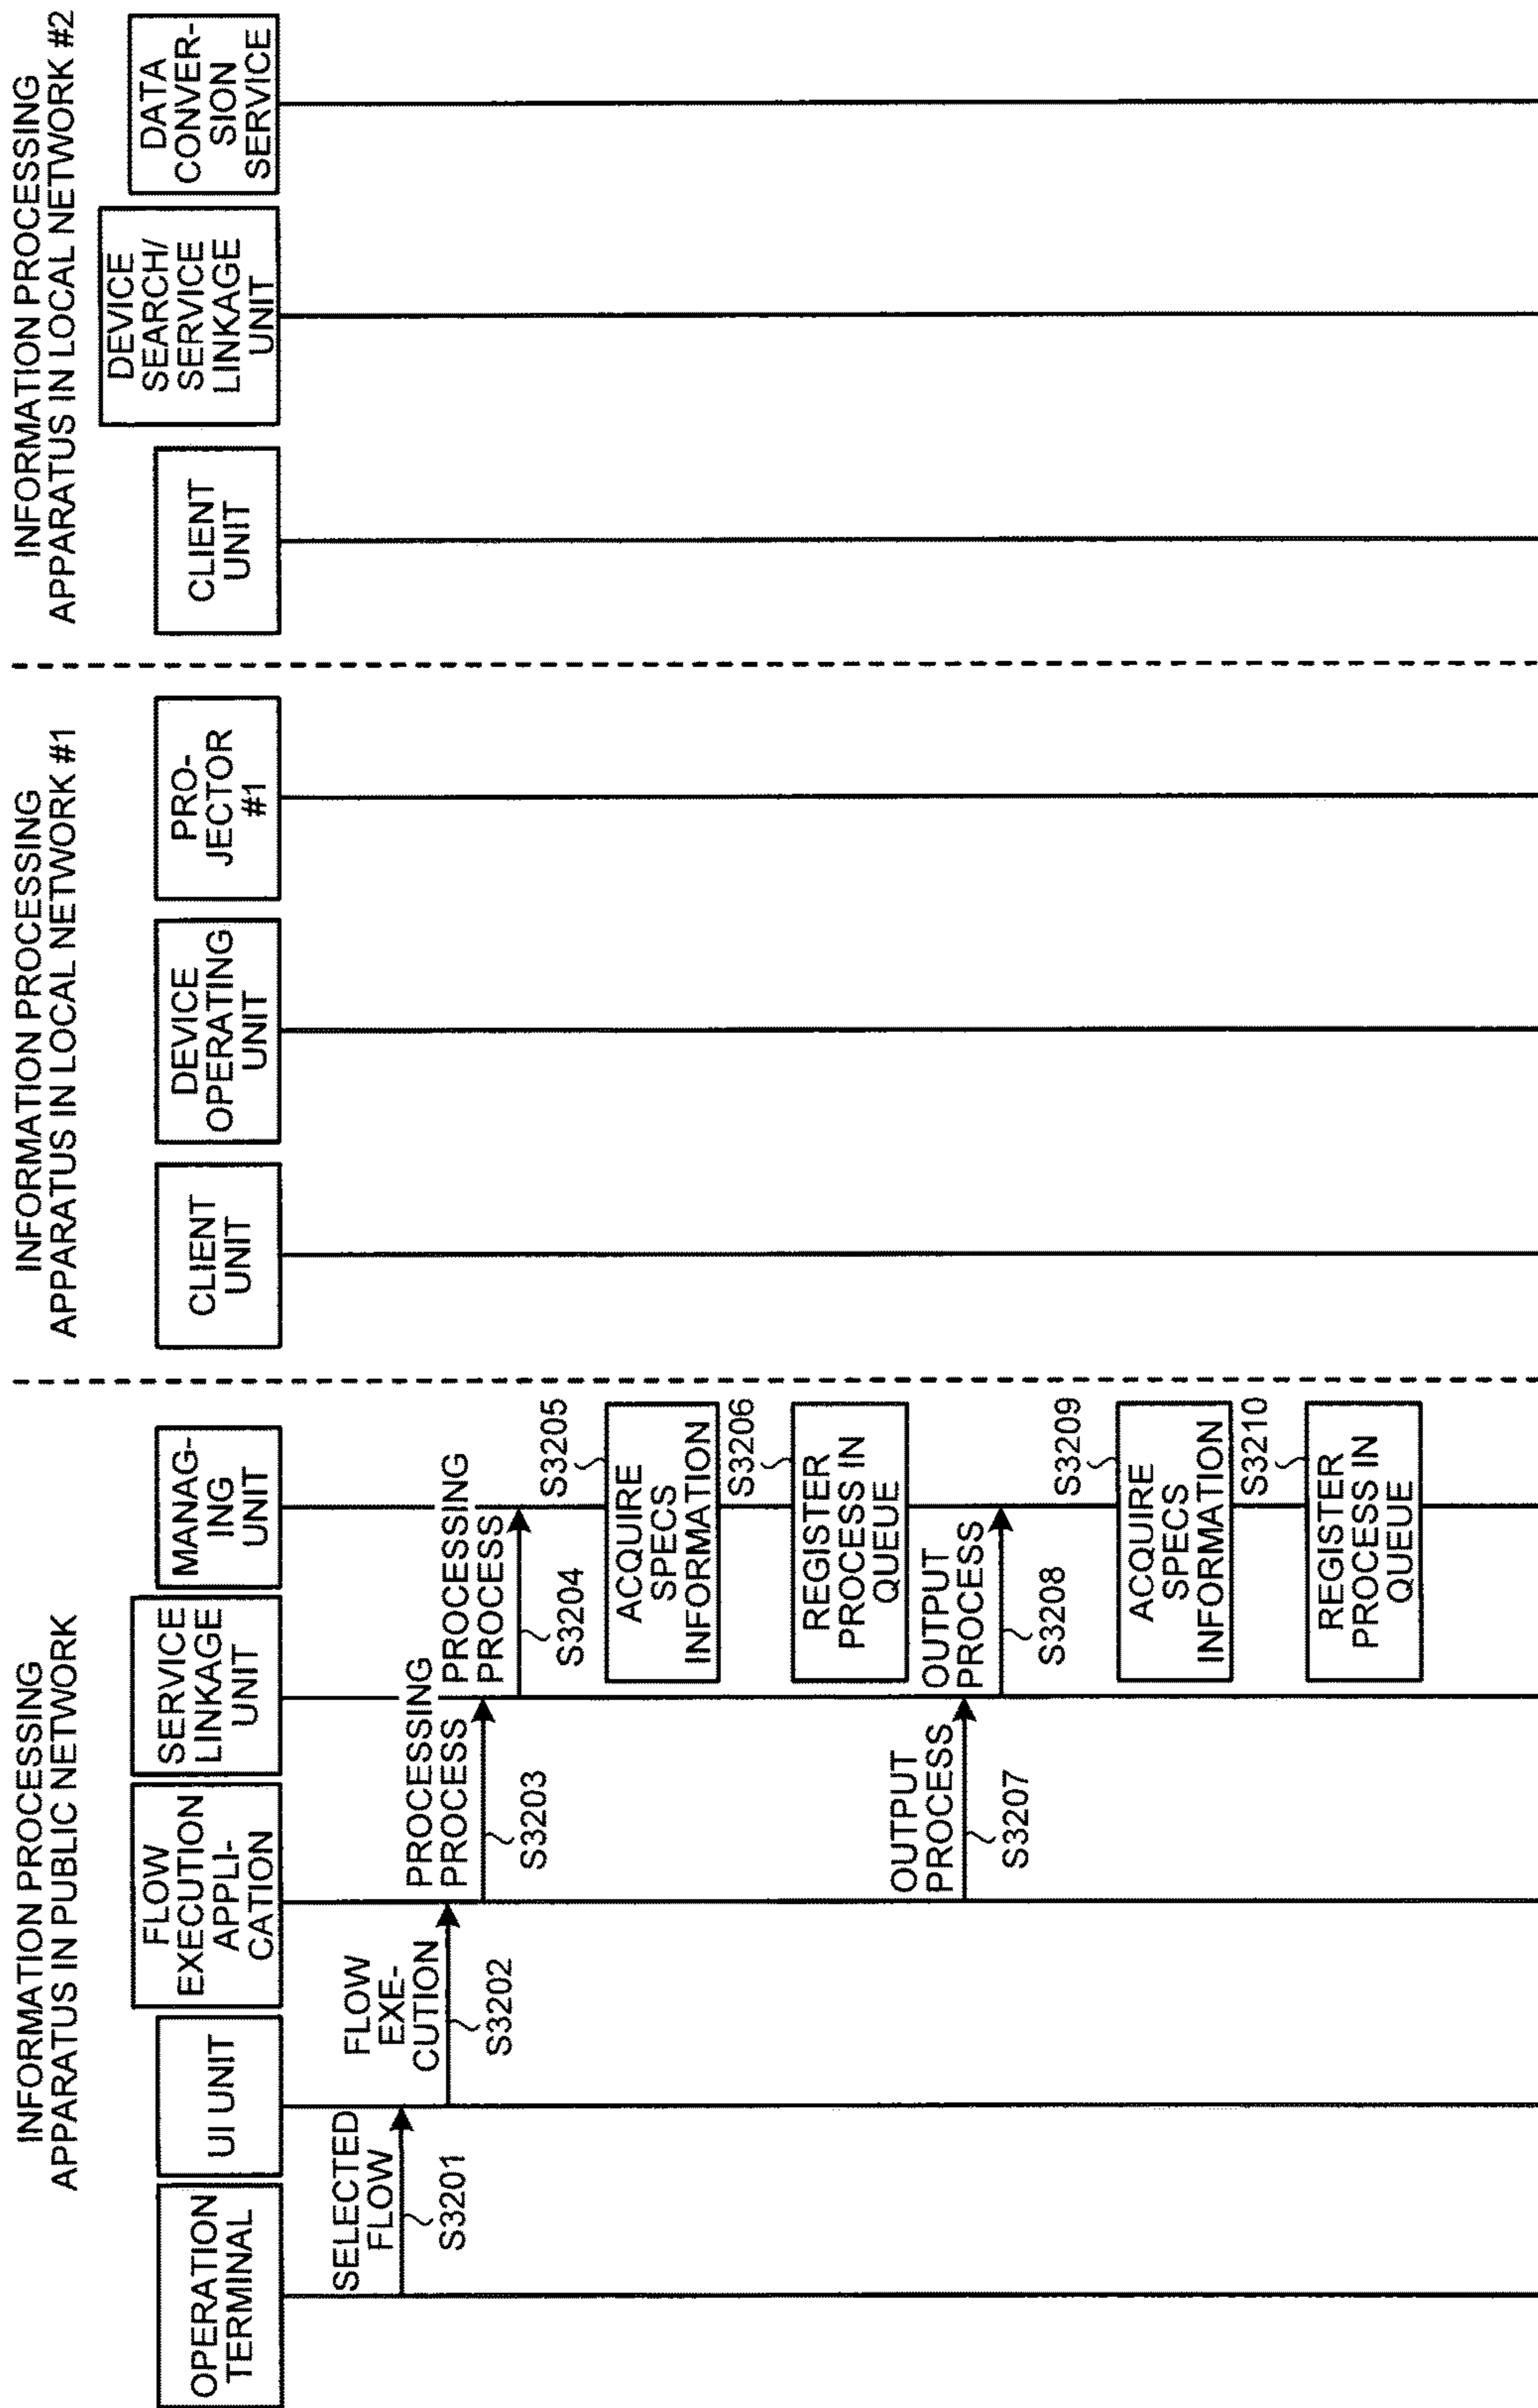 INFORMATION PROCESSING
APPARATUS IN PUBLIC NETWORK
INFORMATION PROCESSING
APPARATUS IN LOCAL NETWORK #1
INFORMATION PROCESSING
APPARATUS IN LOCAL NETWORK #2
OPERATION
TERMINAL
UI UNIT
FLOW
EXECUTION
APPLI-
CATION
SERVICE
LINKAGE
UNIT
MANAG-
ING
UNIT
CLIENT
UNIT
DEVICE
OPERATING
UNIT
PRO-
JECTOR
#1
CLIENT
UNIT
DEVICE
SEARCH/
SERVICE
LINKAGE
UNIT
DATA
CONVER-
SION
SERVICE
SELECTED
FLOW
S3201
FLOW
EXE-
CUTION
S3202
PROCESSING
PROCESS
S3203
PROCESSING
PROCESS
S3204
S3205
ACQUIRE
SPECS
INFORMATION
S3206
REGISTER
PROCESS IN
QUEUE
OUTPUT
PROCESS
S3207
OUTPUT
PROCESS
S3208
S3209
ACQUIRE
SPECS
INFORMATION
S3210
REGISTER
PROCESS IN
QUEUE